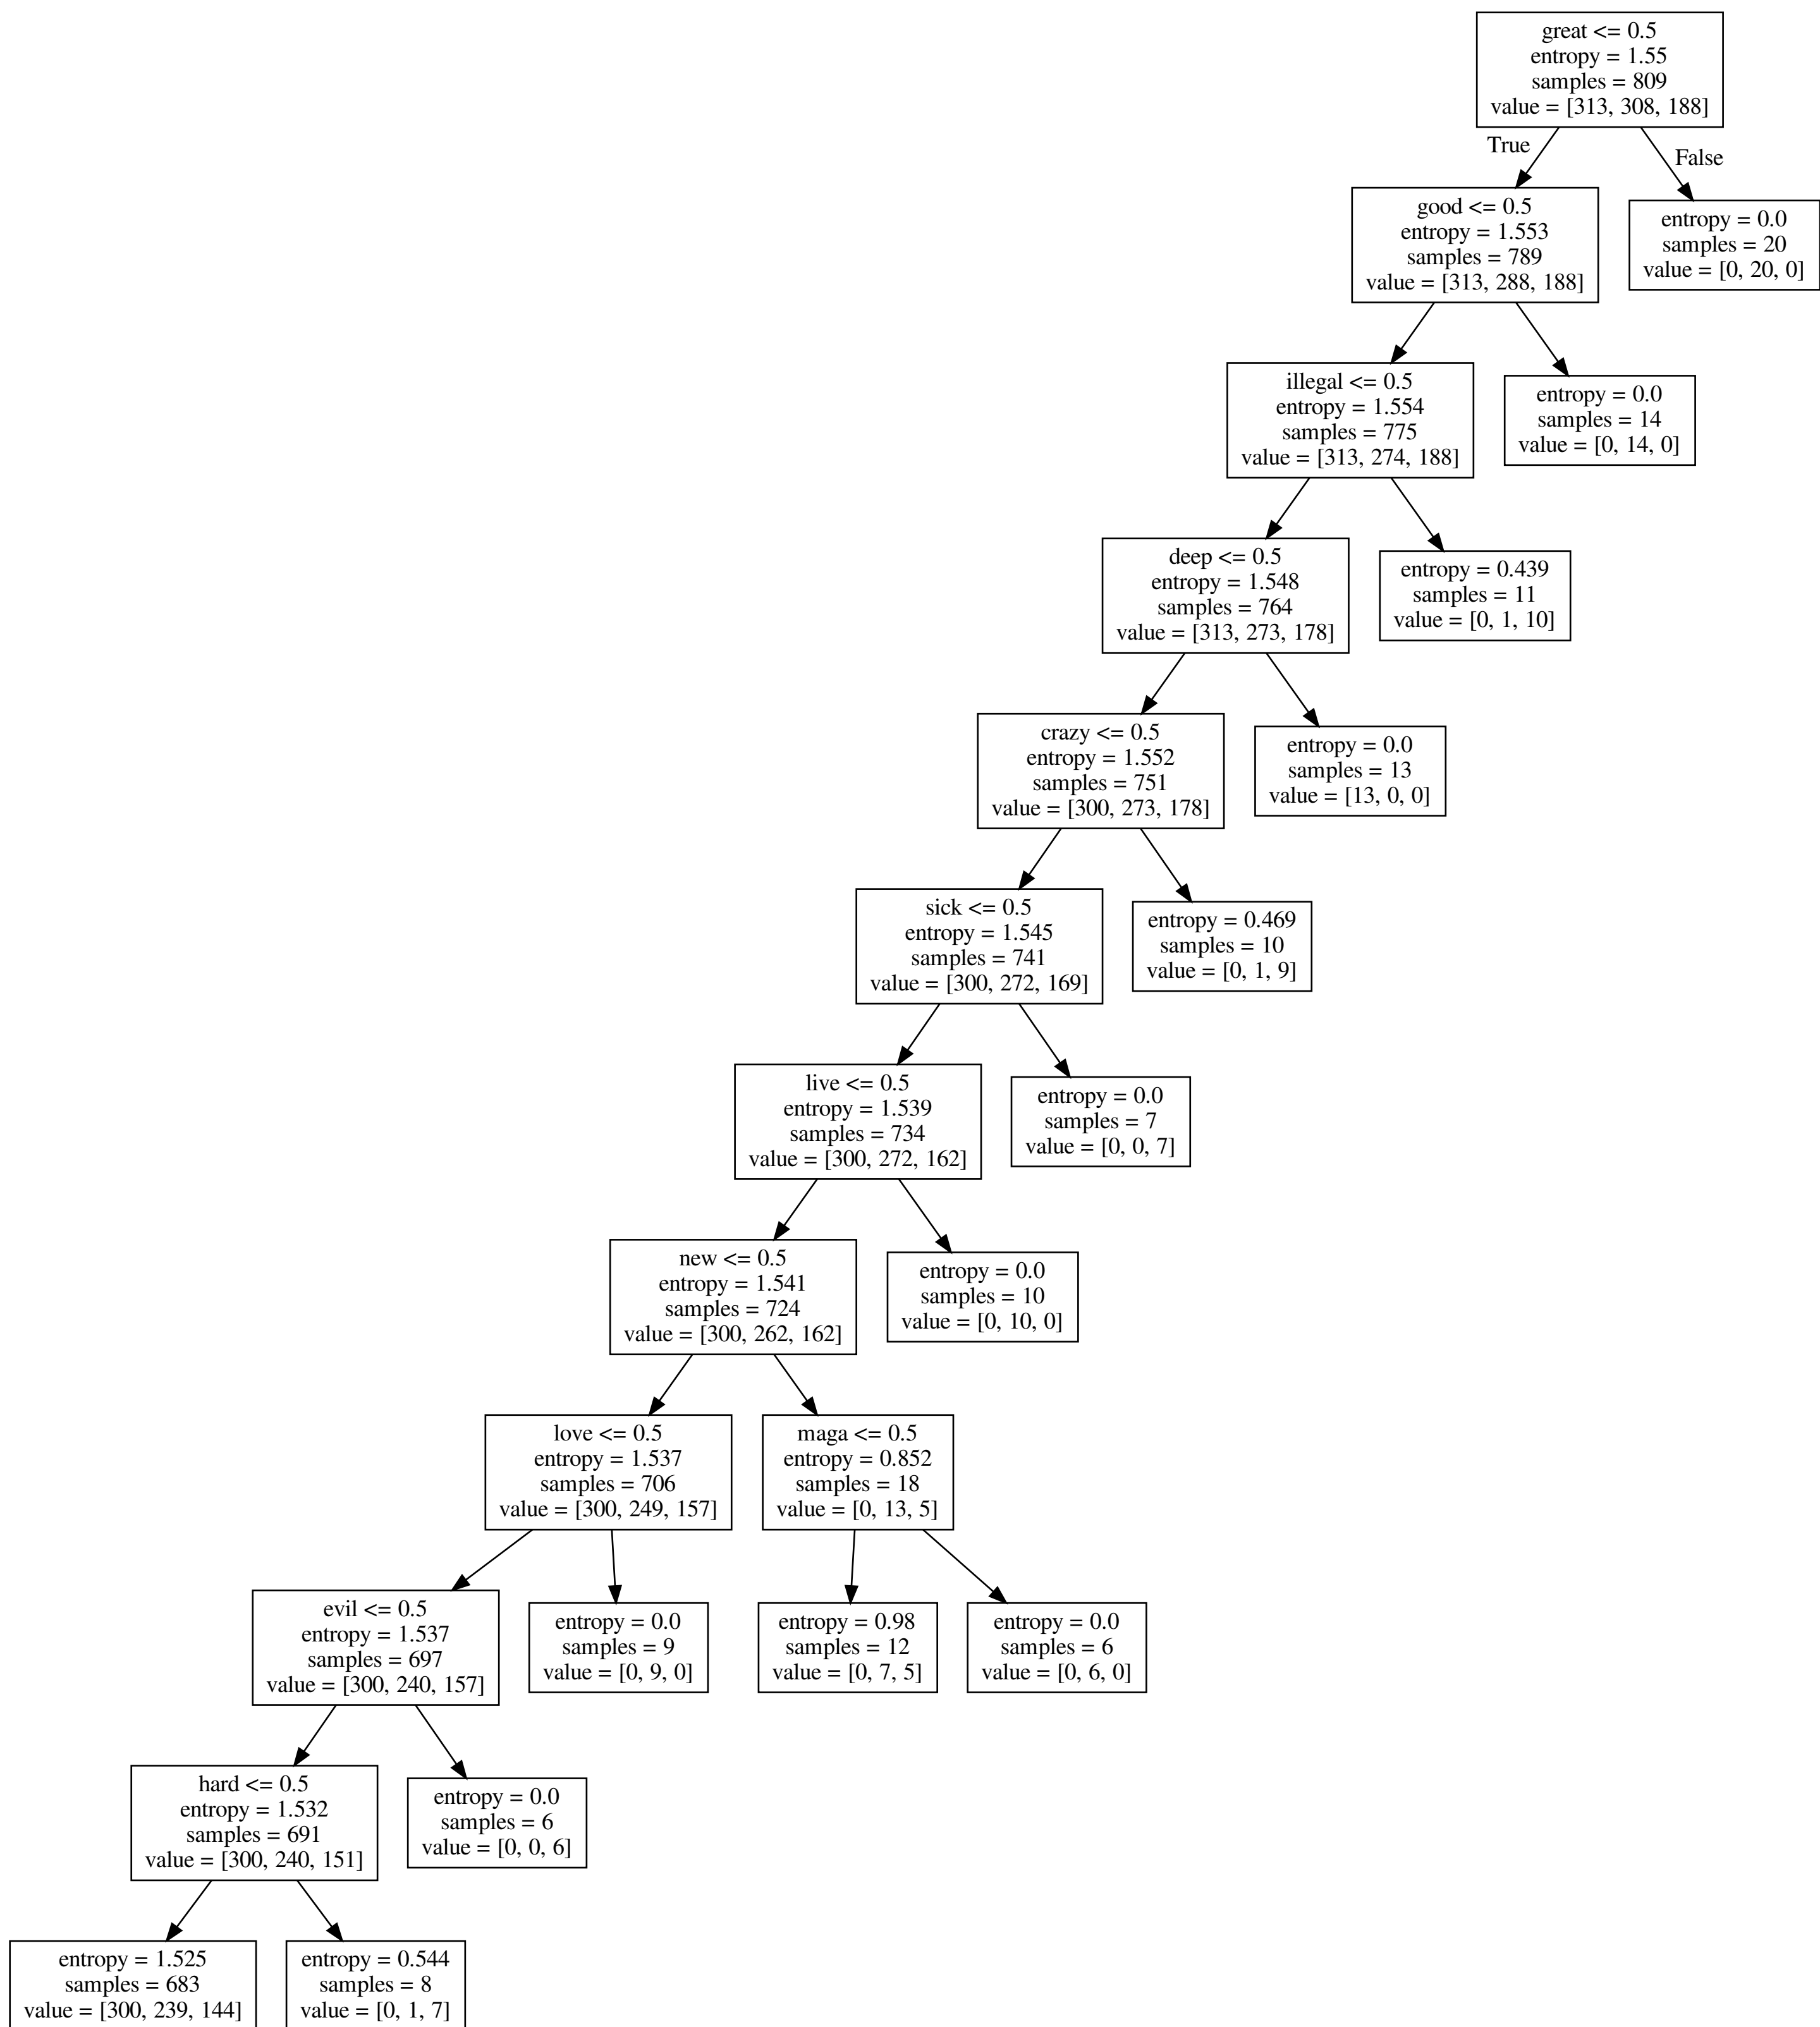 great <= 0.5
entropy = 1.55
samples = 809
value = [313, 308, 188]
True
False
good <= 0.5
entropy = 1.553
samples = 789
value = [313, 288, 188]
entropy = 0.0
samples = 20
value = [0, 20, 0]
illegal <= 0.5
entropy = 1.554
samples = 775
value = [313, 274, 188]
entropy = 0.0
samples = 14
value = [0, 14, 0]
deep <= 0.5
entropy = 1.548
samples = 764
value = [313, 273, 178]
entropy = 0.439
samples = 11
value = [0, 1, 10]
crazy <= 0.5
entropy = 1.552
samples = 751
value = [300, 273, 178]
entropy = 0.0
samples = 13
value = [13, 0, 0]
sick <= 0.5
entropy = 1.545
samples = 741
value = [300, 272, 169]
entropy = 0.469
samples = 10
value = [0, 1, 9]
live <= 0.5
entropy = 1.539
samples = 734
value = [300, 272, 162]
entropy = 0.0
samples = 7
value = [0, 0, 7]
new <= 0.5
entropy = 1.541
samples = 724
value = [300, 262, 162]
entropy = 0.0
samples = 10
value = [0, 10, 0]
love <= 0.5
entropy = 1.537
samples = 706
value = [300, 249, 157]
maga <= 0.5
entropy = 0.852
samples = 18
value = [0, 13, 5]
evil <= 0.5
entropy = 1.537
samples = 697
value = [300, 240, 157]
entropy = 0.0
samples = 9
value = [0, 9, 0]
entropy = 0.98
samples = 12
value = [0, 7, 5]
entropy = 0.0
samples = 6
value = [0, 6, 0]
hard <= 0.5
entropy = 1.532
samples = 691
value = [300, 240, 151]
entropy = 0.0
samples = 6
value = [0, 0, 6]
entropy = 1.525
samples = 683
value = [300, 239, 144]
entropy = 0.544
samples = 8
value = [0, 1, 7]